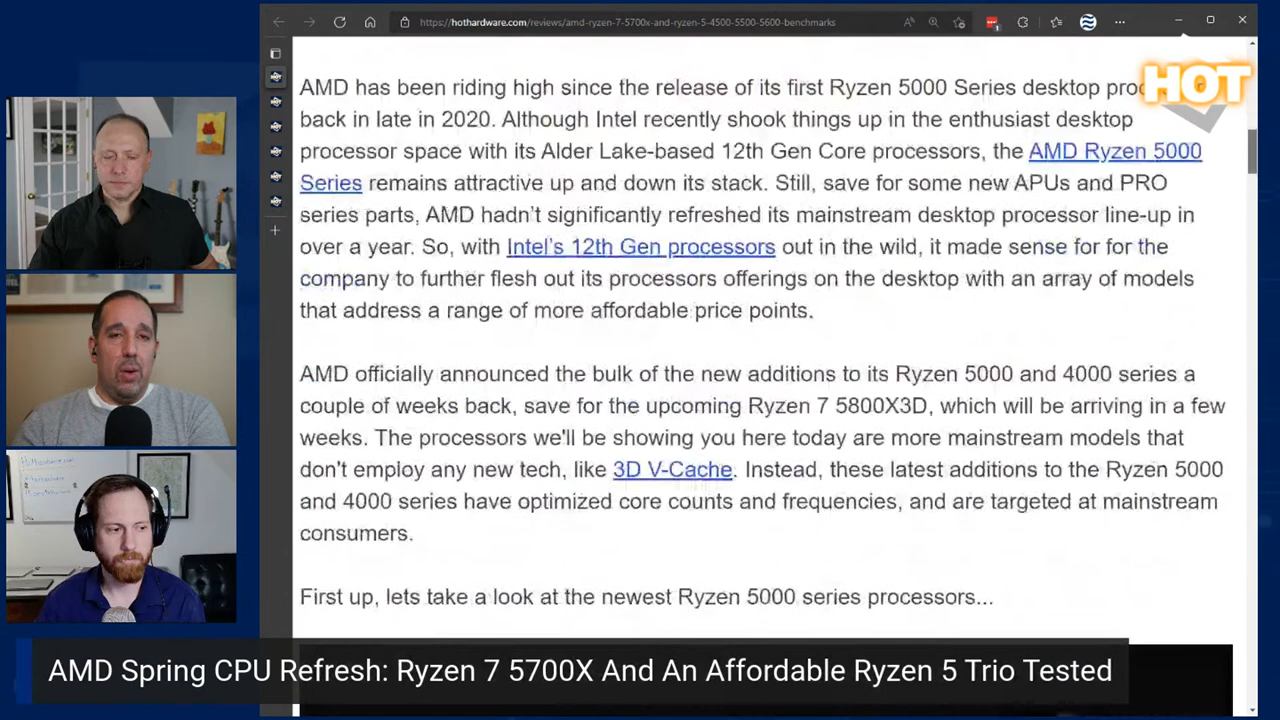 https://hothardware.com/reviews/amd-ryzen-7-5700x-and-ryzen-5-4500-5500-5600-benchmarks
HOT
AMD has been riding high since the release of its first Ryzen 5000 Series desktop
back in late in 2020. Although Intel recently shook things up in the enthusiast desktop
processor space with its Alder Lake-based 12th Gen Core processors, the AMD Ryzen 5000
Series remains attractive up and down its stack. Still, save for some new APUs and PRO
series parts, AMD hadn't significantly refreshed its mainstream desktop processor line-up in
over a year. So, with Intel's 12th Gen processors out in the wild, it made sense for for the
company to further flesh out its processors offerings on the desktop with an array of models
that address a range of more affordable price points.
AMD officially announced the bulk of the new additions to its Ryzen 5000 and 4000 series a
couple of weeks back, save for the upcoming Ryzen 7 5800X3D, which will be arriving in a few
weeks. The processors we'll be showing you here today are more mainstream models that
don't employ any new tech, like 3D V-Cache. Instead, these latest additions to the Ryzen 5000
and 4000 series have optimized core counts and frequencies, and are targeted at mainstream
consumers.
First up, lets take a look at the newest Ryzen 5000 series processors...
AMD Spring CPU Refresh: Ryzen 7 5700X And An Affordable Ryzen 5 Trio Tested